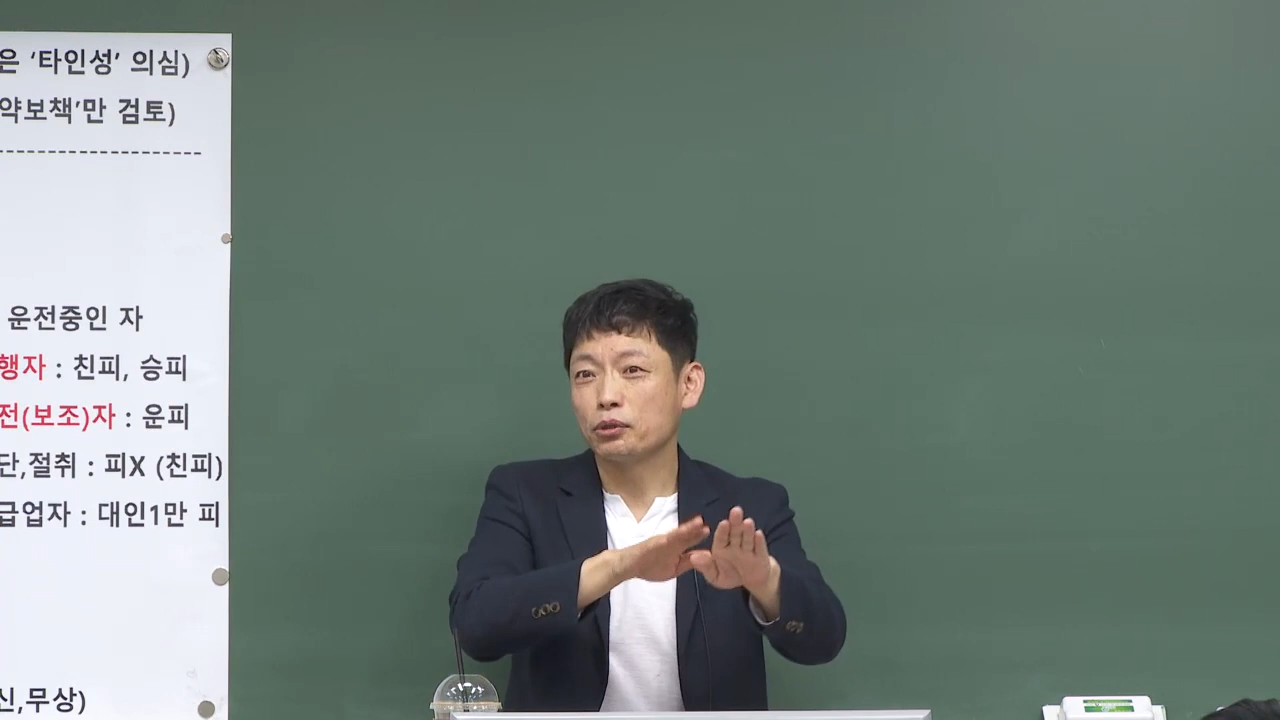 은 ‘타인성’ 의심)
약보책’만 검토)
운전중인 자
행자 : 친피, 승피
전(보조)자 : 운피
단,절취 : 피X (친피)
급업자 : 대인1만 피
신,무상)